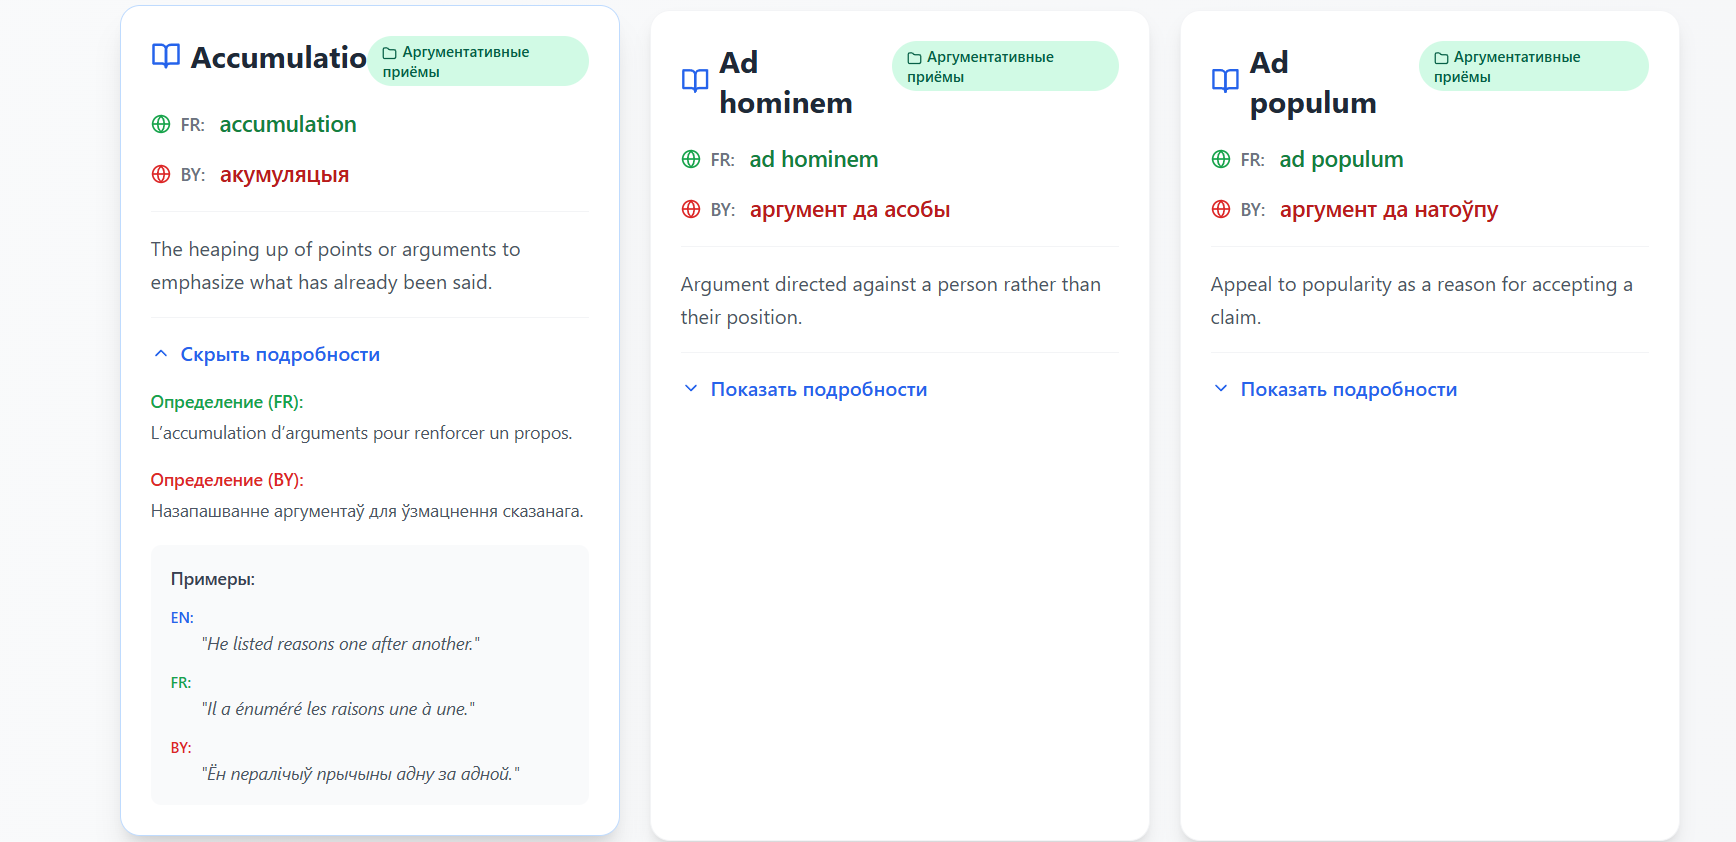 Accumulatio
Аргументативные
приёмы
FR: accumulation
BY: акумуляцыя
The heaping up of points or arguments to
emphasize what has already been said.
Скрыть подробности
Определение (FR):
L’accumulation d’arguments pour renforcer un propos.
Определение (BY):
Назапашванне аргументаў для ўзмацнення сказанага.
Примеры:
EN:
"He listed reasons one after another."
FR:
"Il a énuméré les raisons une à une."
BY:
"Ён пералічыў прычыны адну за адной."
Ad
hominem
Аргументативные
приёмы
FR: ad hominem
BY: аргумент да асобы
Argument directed against a person rather than
their position.
Показать подробности
Ad
populum
Аргументативные
приёмы
FR: ad populum
BY: аргумент да натоўпу
Appeal to popularity as a reason for accepting a
claim.
Показать подробности